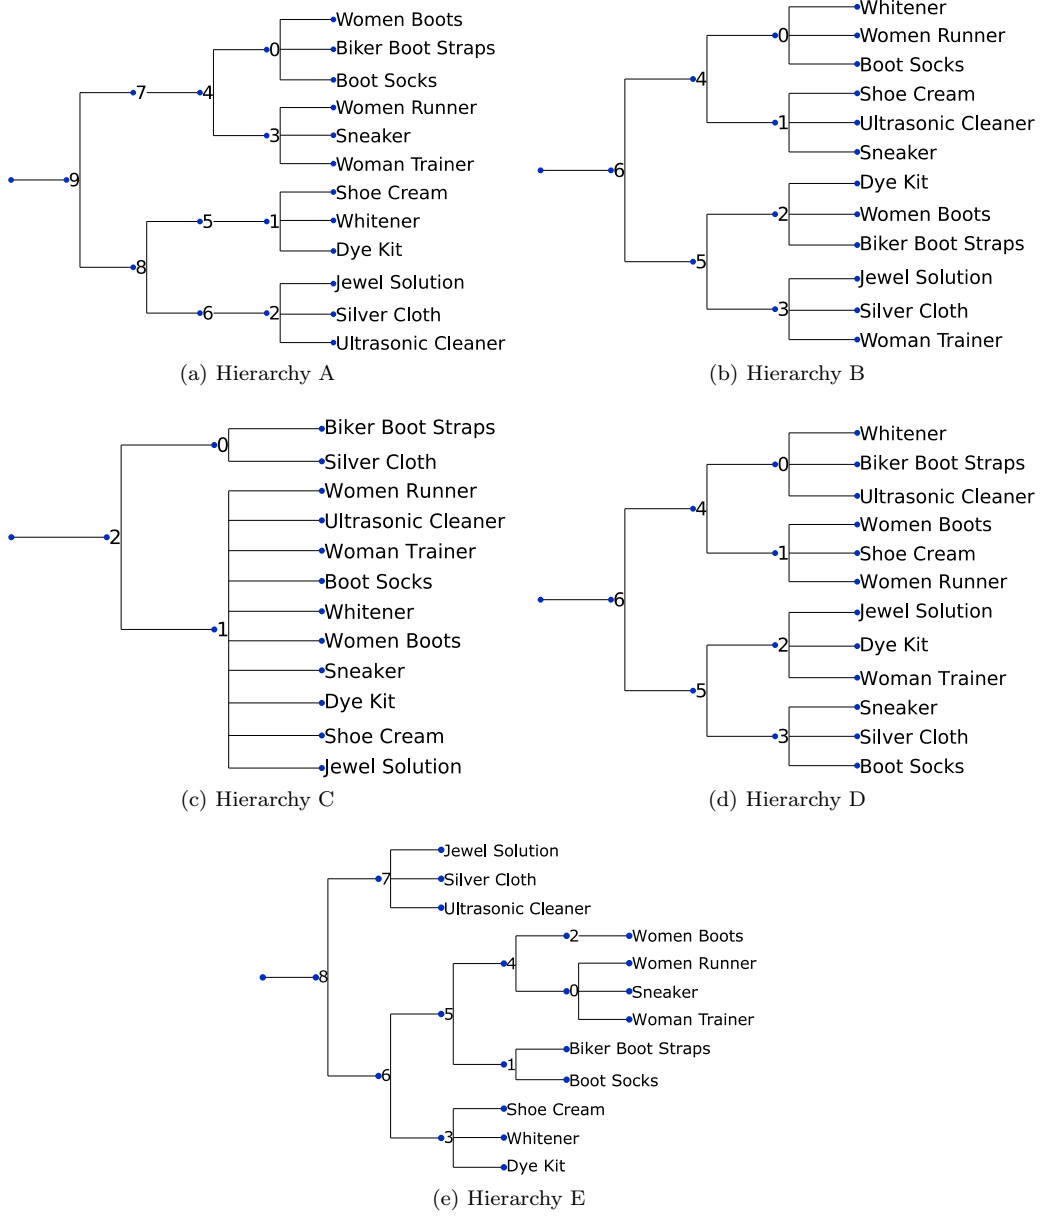 Women Boots
0
Biker Boot Straps
Boot Socks
7
4
Women Runner
3
Sneaker
Woman Trainer
9
Shoe Cream
5
1
Whitener
Dye Kit
8
Jewel Solution
6
2
Silver Cloth
Ultrasonic Cleaner
(a) Hierarchy A
Whitener
0
Women Runner
Boot Socks
4
Shoe Cream
1
Ultrasonic Cleaner
Sneaker
6
Dye Kit
2
Women Boots
Biker Boot Straps
5
Jewel Solution
3
Silver Cloth
Woman Trainer
(b) Hierarchy B
Biker Boot Straps
0
Silver Cloth
2
Women Runner
Ultrasonic Cleaner
Woman Trainer
Boot Socks
Whitener
1
Women Boots
Sneaker
Dye Kit
Shoe Cream
Jewel Solution
(c) Hierarchy C
Whitener
0
Biker Boot Straps
Ultrasonic Cleaner
4
Women Boots
1
Shoe Cream
Women Runner
6
Jewel Solution
2
Dye Kit
Woman Trainer
5
Sneaker
3
Silver Cloth
Boot Socks
(d) Hierarchy D
Jewel Solution
7
Silver Cloth
Ultrasonic Cleaner
8
2
Women Boots
4
Women Runner
0
Sneaker
Woman Trainer
5
Biker Boot Straps
1
Boot Socks
6
Shoe Cream
3
Whitener
Dye Kit
(e) Hierarchy E